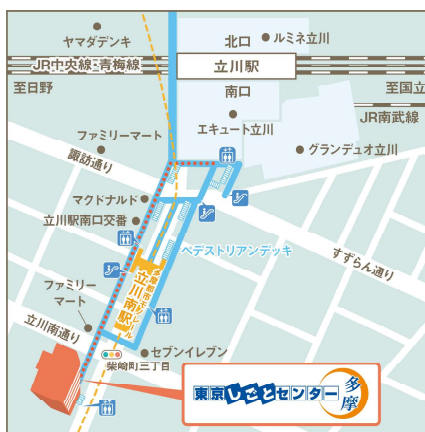 ヤマダデンキ
北口
ルミネ立川
JR中央線・青梅線
立川駅
至日野
南口
至国立
JR南武線
ファミリーマート
エキュート立川
諏訪通り
グランデュオ立川
マクドナルド
立川駅南口交番
ペデストリアンデッキ
すずらん通り
多摩都市モノレール
立川南駅
ファミリー
マート
立川南通り
セブンイレブン
柴崎町三丁目
東京しごとセンター多摩